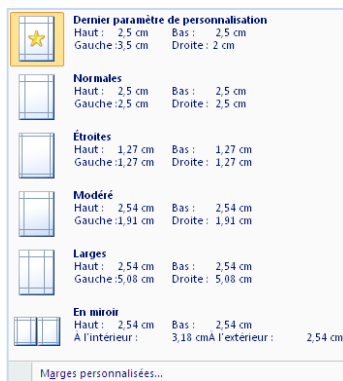 Dernier paramètre de personnalisation
Haut : 2,5 cm Bas : 2,5 cm
Gauche :3,5 cm Droite : 2 cm
Normales
Haut : 2,5 cm Bas : 2,5 cm
Gauche :2,5 cm Droite : 2,5 cm
Étroites
Haut : 1,27 cm Bas : 1,27 cm
Gauche :1,27 cm Droite : 1,27 cm
Modéré
Haut : 2,54 cm Bas : 2,54 cm
Gauche :1,91 cm Droite : 1,91 cm
Larges
Haut : 2,54 cm Bas : 2,54 cm
Gauche :5,08 cm Droite : 5,08 cm
En miroir
Haut : 2,54 cm Bas : 2,54 cm
À l'intérieur : 3,18 cmÀ l'extérieur : 2,54 cm
Marges personnalisées...